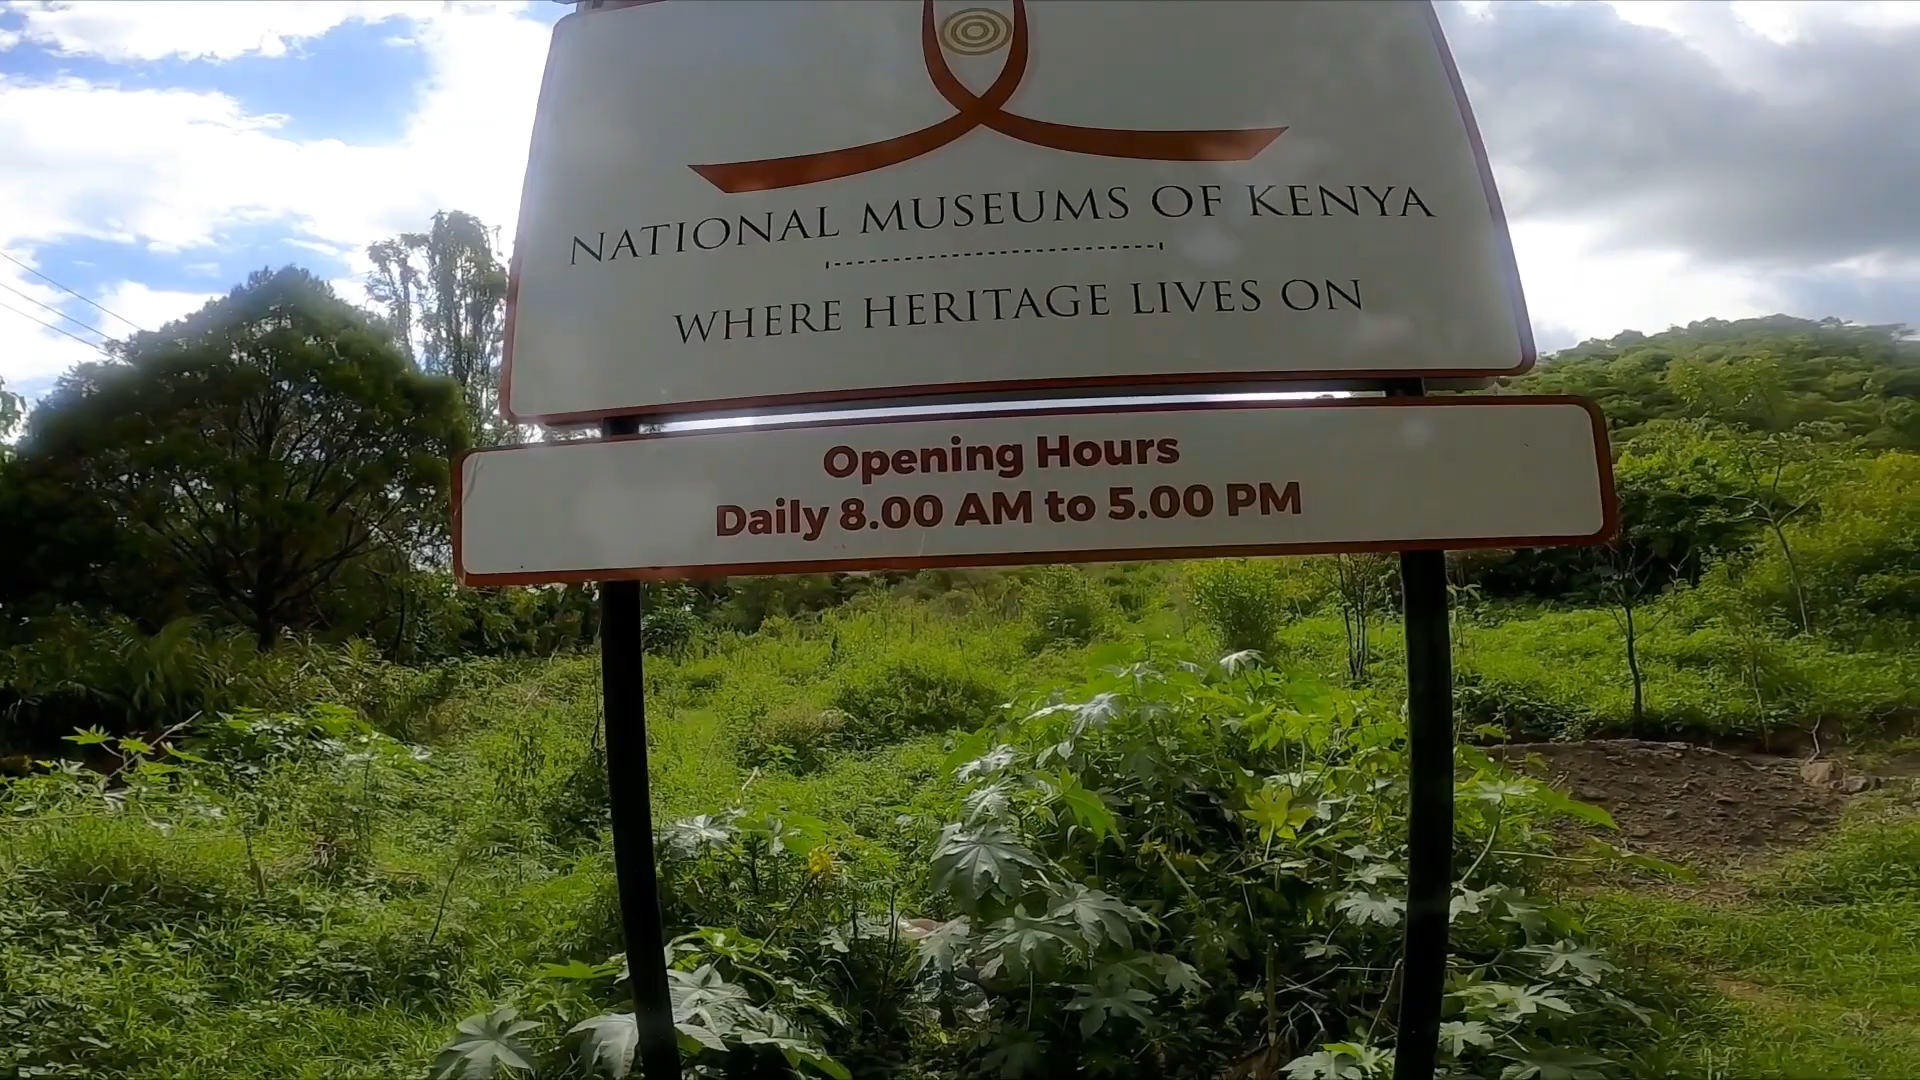 NATIONAL MUSEUMS OF KENYA
WHERE HERITAGE LIVES ON
Opening Hours
Daily 8.00 AM to 5.00 PM